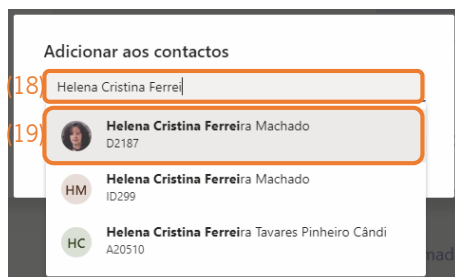 Adicionar aos contactos
(18) Helena Cristina Ferrei
(19) Helena Cristina Ferreira Machado
D2187
HM Helena Cristina Ferreira Machado
ID299
HC Helena Cristina Ferreira Tavares Pinheiro Cândi
A20510
nad